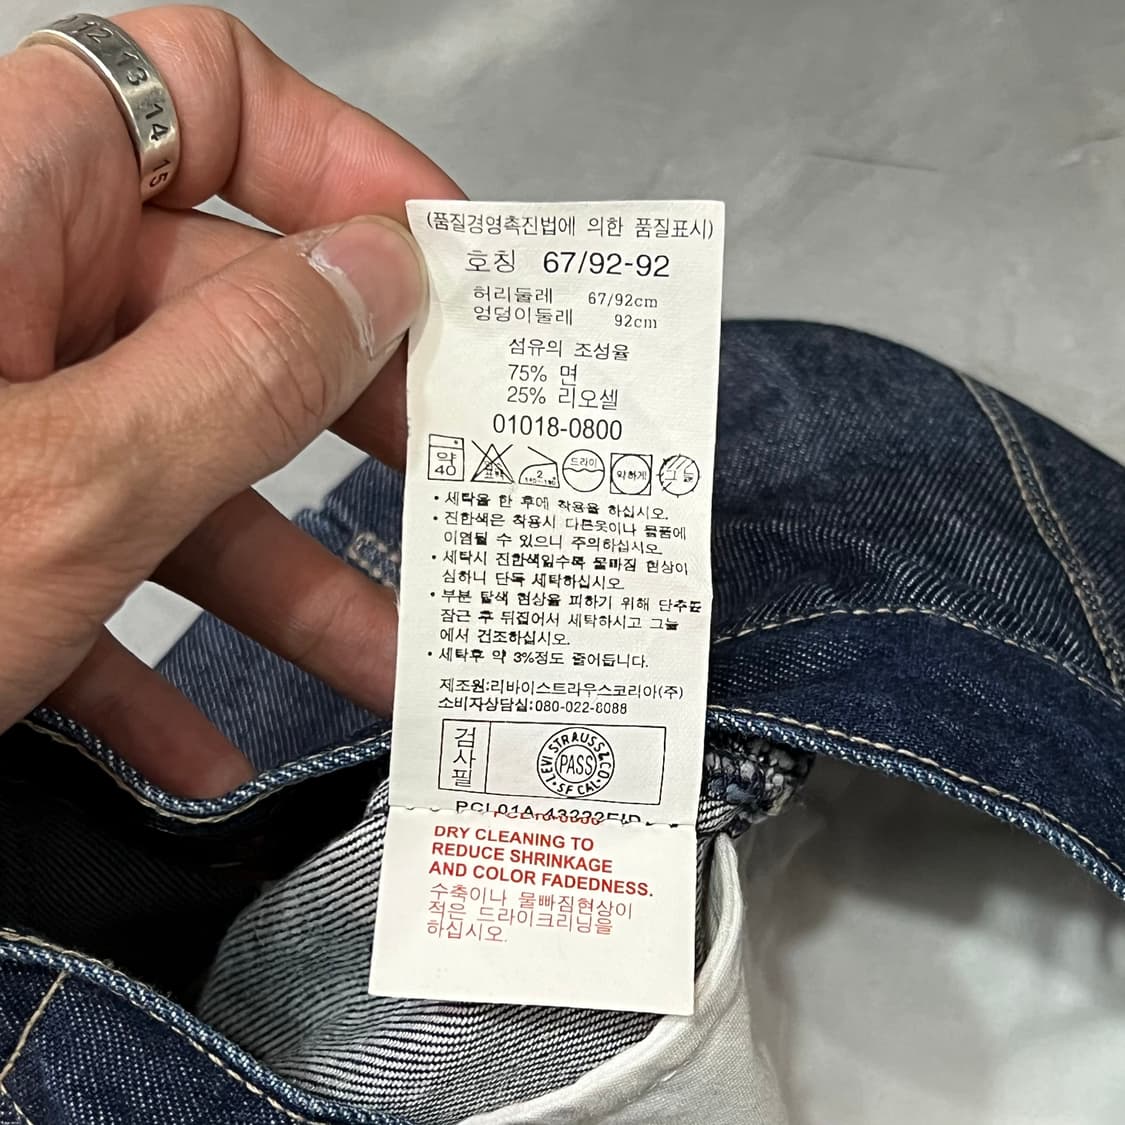 12 13 14 15
(품질경영촉진법에 의한 품질표시)
호칭 67/92-92
허리둘레 67/92cm
엉덩이둘레 92cm
섬유의 조성율
75% 면
25% 리오셀
01018-0800
약 40
2
드라이
약하게
그늘
• 세탁을 한 후에 착용을 하십시오.
• 진한색은 착용시 다른옷이나 물품에
이염될 수 있으니 주의하십시오.
• 세탁시 진한색일수록 물빠짐 현상이
심하니 단독 세탁하십시오.
• 부분 탈색 현상을 피하기 위해 단추를
잠근 후 뒤집어서 세탁하시고 그늘
에서 건조하십시오.
• 세탁후 약 3%정도 줄어듭니다.
제조원:리바이스트라우스코리아(주)
소비자상담실:080-022-8088
검사필
LEVI STRAUSS & CO.
PASS
SF CAL
DRY CLEANING TO
REDUCE SHRINKAGE
AND COLOR FADEDNESS.
수축이나 물빠짐현상이
적은 드라이크리닝을
하십시오.